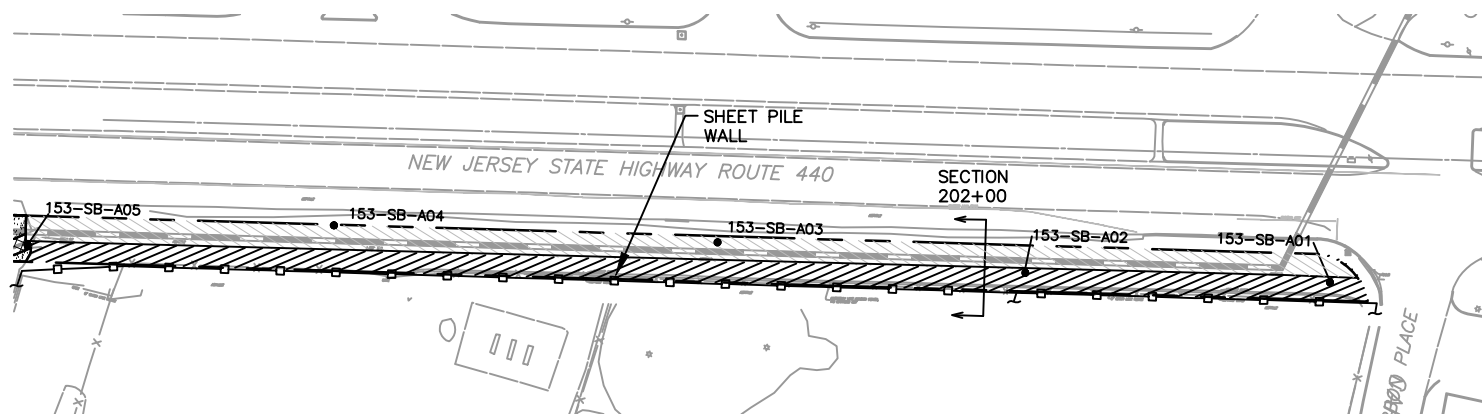 SHEET PILE
WALL
NEW JERSEY STATE HIGHWAY ROUTE 440
SECTION
202+00
153-SB-A05
153-SB-A04
153-SB-A03
153-SB-A02
153-SB-A01
PLACE